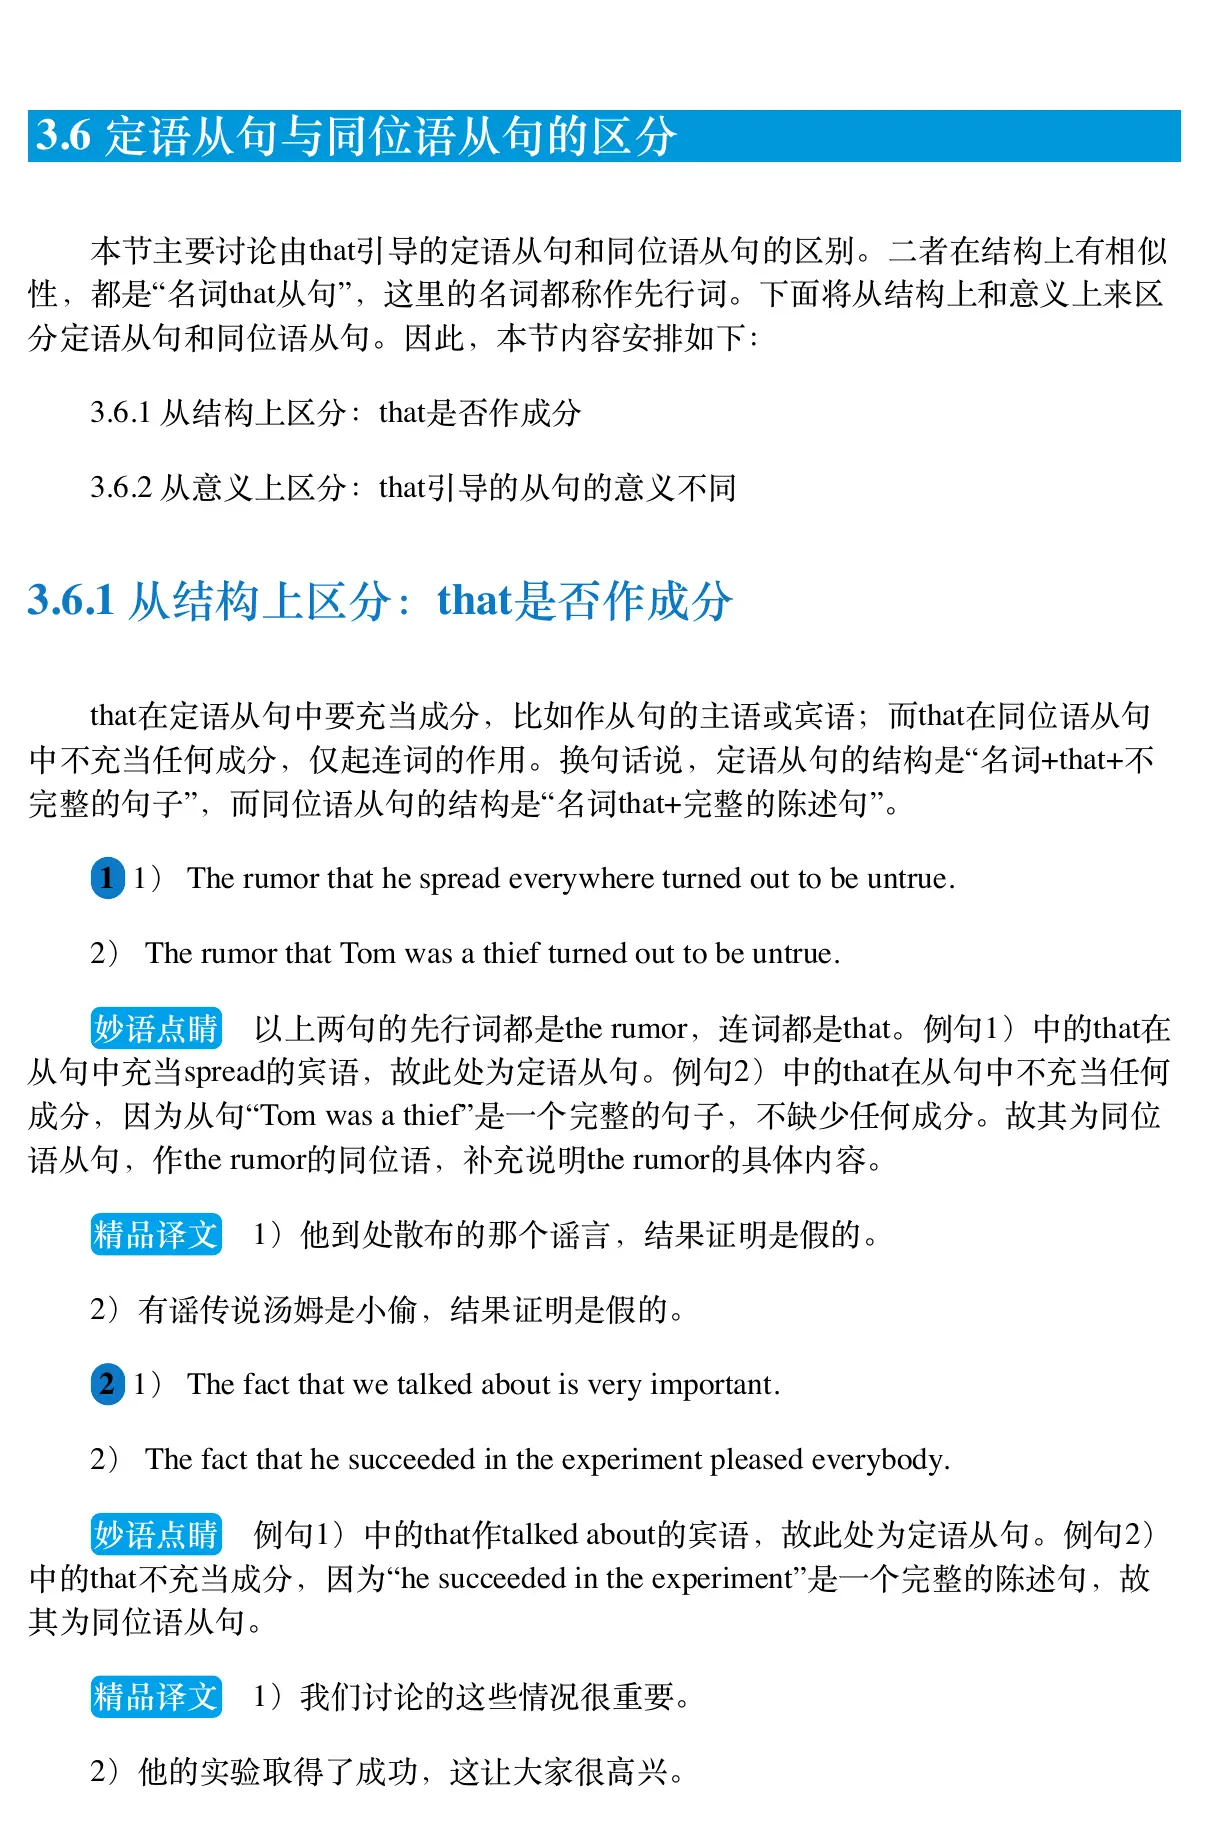 3.6 定语从句与同位语从句的区分
本节主要讨论由that引导的定语从句和同位语从句的区别。二者在结构上有相似
性，都是“名词that从句”，这里的名词都称作先行词。下面将从结构上和意义上来区
分定语从句和同位语从句。因此，本节内容安排如下：
3.6.1 从结构上区分：that是否作成分
3.6.2 从意义上区分：that引导的从句的意义不同
3.6.1 从结构上区分：that是否作成分
that在定语从句中要充当成分，比如作从句的主语或宾语；而that在同位语从句
中不充当任何成分，仅起连词的作用。换句话说，定语从句的结构是“名词+that+不
完整的句子”，而同位语从句的结构是“名词that+完整的陈述句”。
1 1） The rumor that he spread everywhere turned out to be untrue.
2） The rumor that Tom was a thief turned out to be untrue.
妙语点睛 以上两句的先行词都是the rumor，连词都是that。例句1）中的that在
从句中充当spread的宾语，故此处为定语从句。例句2）中的that在从句中不充当任何
成分，因为从句“Tom was a thief”是一个完整的句子，不缺少任何成分。故其为同位
语从句，作the rumor的同位语，补充说明the rumor的具体内容。
精品译文 1）他到处散布的那个谣言，结果证明是假的。
2）有谣传说汤姆是小偷，结果证明是假的。
2 1） The fact that we talked about is very important.
2） The fact that he succeeded in the experiment pleased everybody.
妙语点睛 例句1）中的that作talked about的宾语，故此处为定语从句。例句2）
中的that不充当成分，因为“he succeeded in the experiment”是一个完整的陈述句，故
其为同位语从句。
精品译文 1）我们讨论的这些情况很重要。
2）他的实验取得了成功，这让大家很高兴。